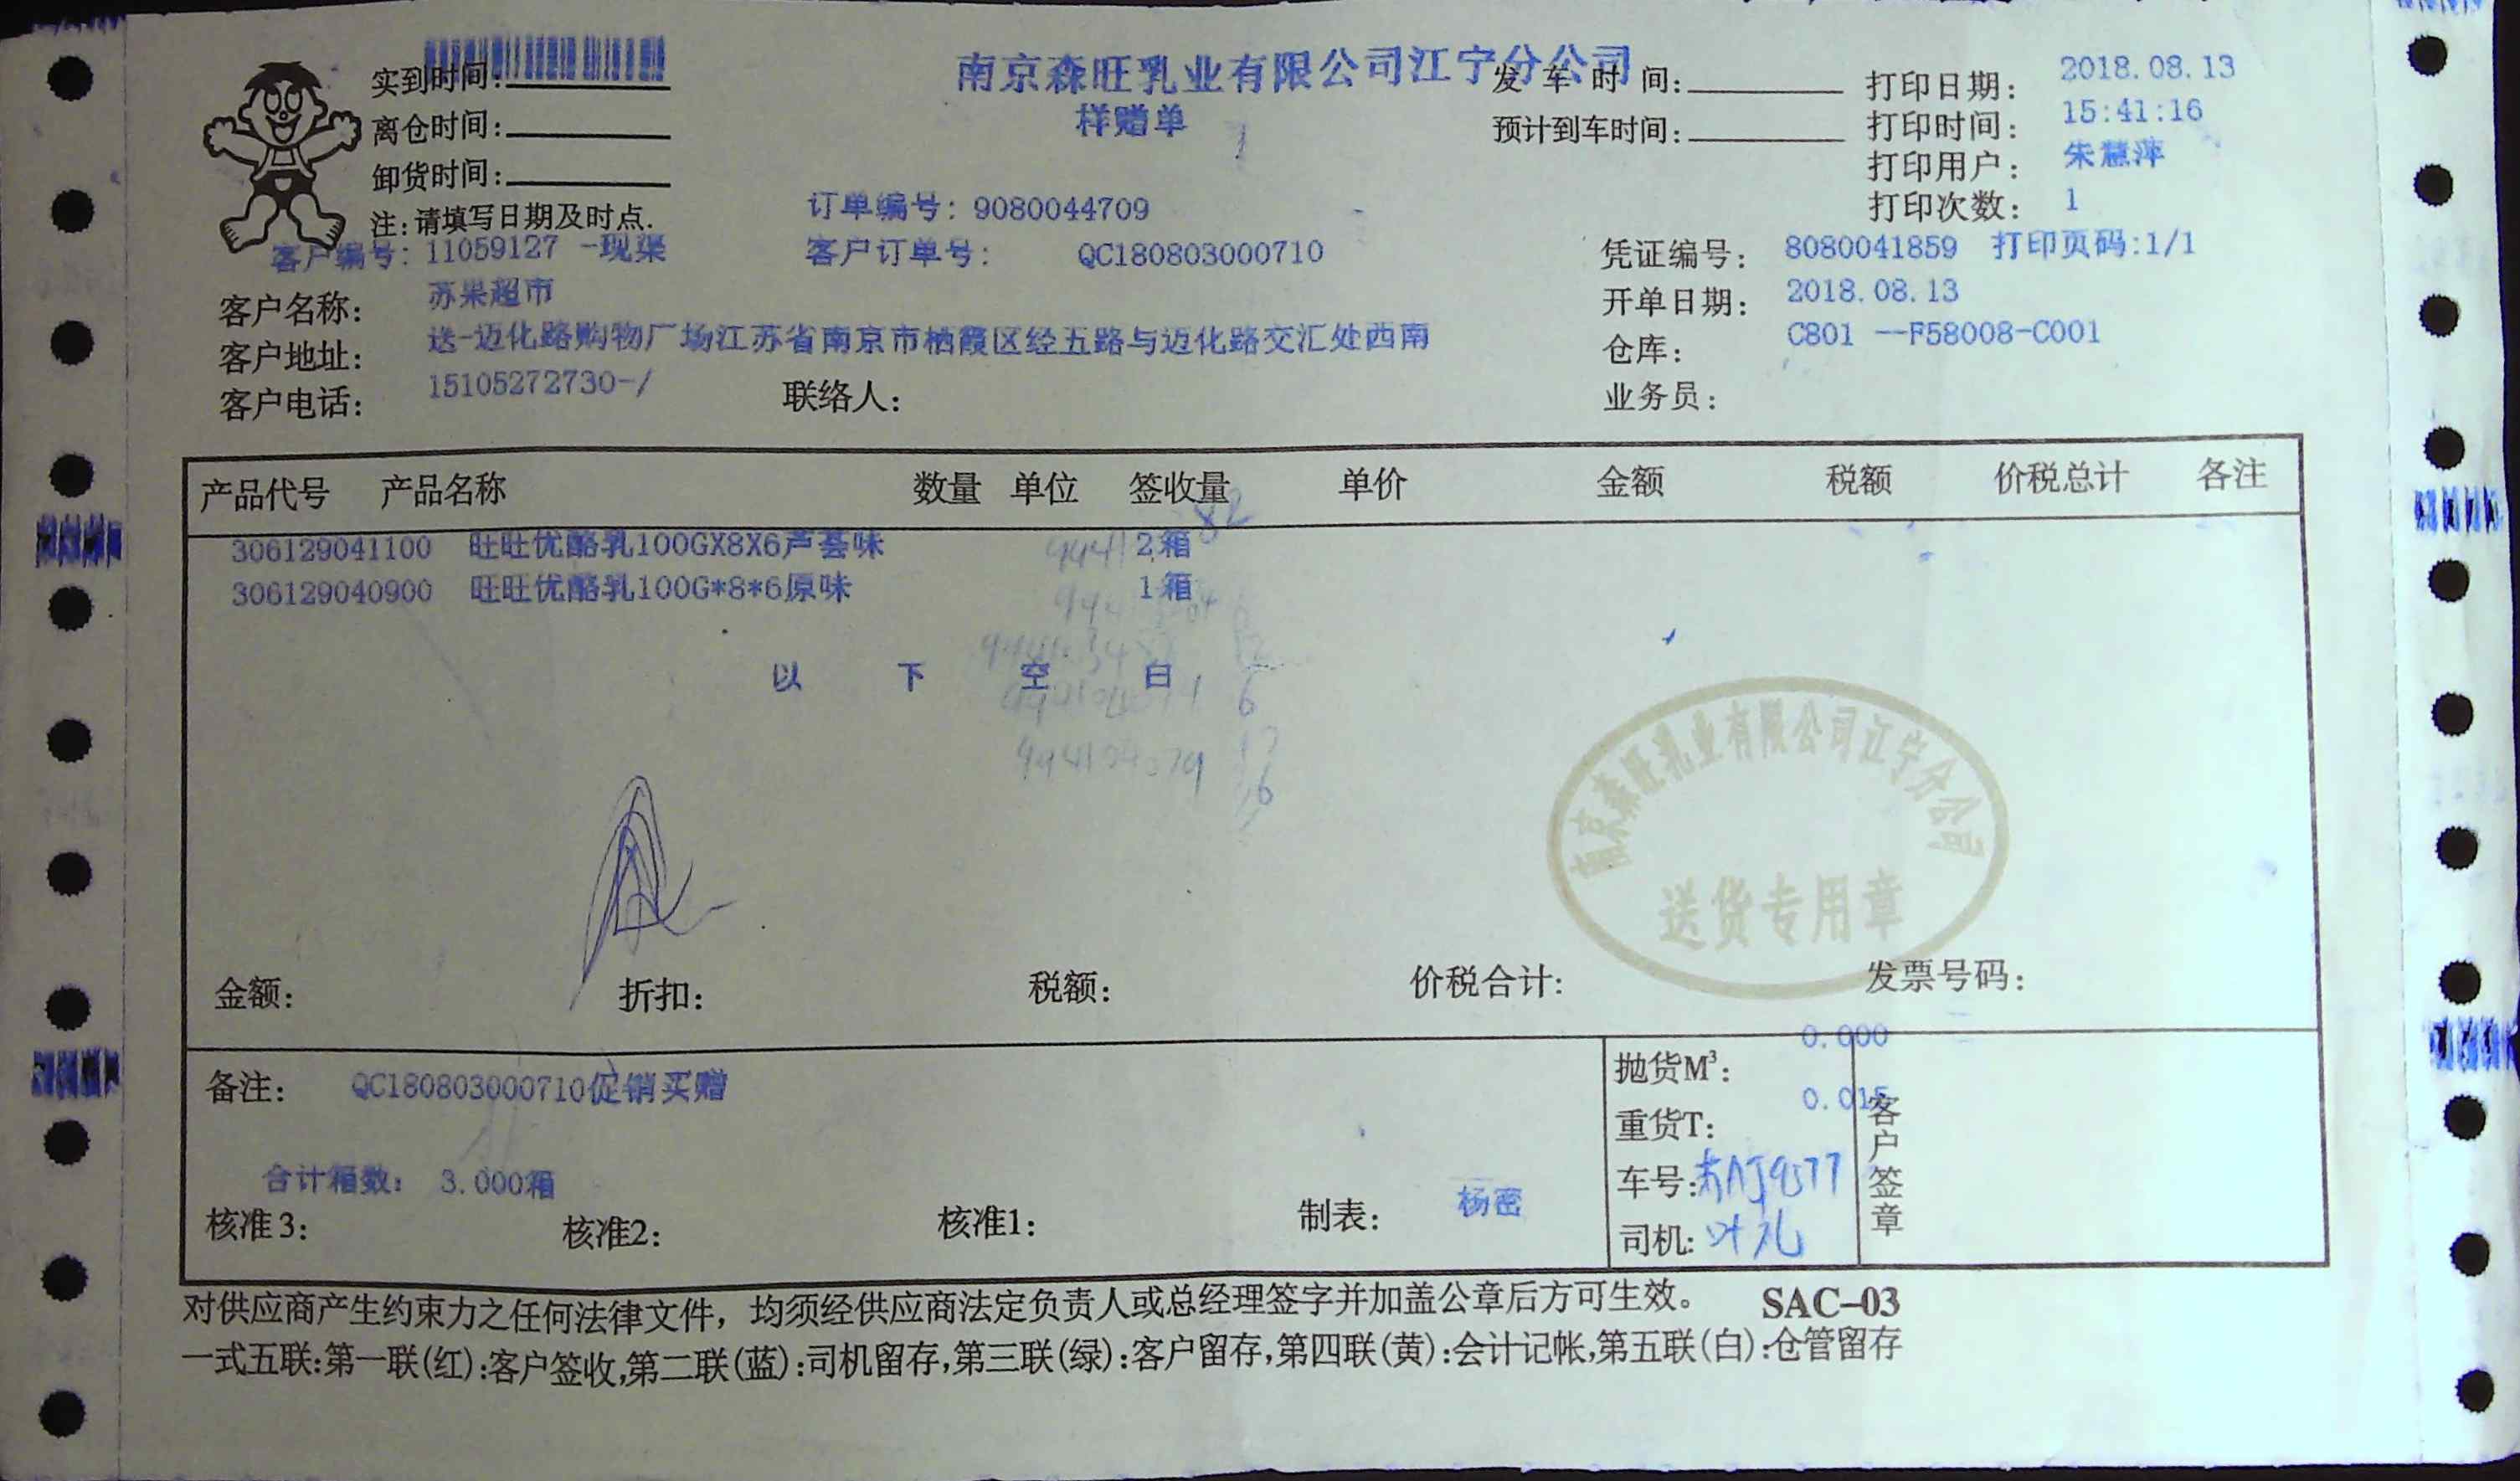 南京森旺乳业有限公司江宁分公司
样赠单
实到时间:
离仓时间:
卸货时间:
注:请填写日期及时点.
发车时间:
预计到车时间:
打印日期: 2018.08.13
打印时间: 15:41:16
打印用户: 朱慧萍
打印次数: 1
订单编号: 9080044709
客户编号: 11059127 -现渠
客户订单号: QC180803000710
凭证编号: 8080041859 打印页码:1/1
客户名称: 苏果超市
开单日期: 2018.08.13
客户地址: 送-迈化路购物广场江苏省南京市栖霞区经五路与迈化路交汇处西南
仓库: C801 --F58008-C001
客户电话: 15105272730-/ 联络人:
业务员:
产品代号 产品名称 数量 单位 签收量 单价 金额 税额 价税总计 各注
306129041100 旺旺优酪乳100GX8X6芦荟味 2箱
306129040900 旺旺优酪乳100G*8*6原味 1箱
以下空白
南京森旺乳业有限公司江宁分公司
送货专用章
金额: 折扣: 税额: 价税合计: 发票号码:
备注: QC180803000710促销买赠
合计箱数: 3.000箱
核准3: 核准2: 核准1: 制表: 杨密
抛货M³: 0.000
重货T: 0.015
车号:苏AJ9577
司机:叶礼
客户签章
对供应商产生约束力之任何法律文件，均须经供应商法定负责人或总经理签字并加盖公章后方可生效。 SAC-03
一式五联:第一联(红):客户签收,第二联(蓝):司机留存,第三联(绿):客户留存,第四联(黄):会计记帐,第五联(白):仓管留存